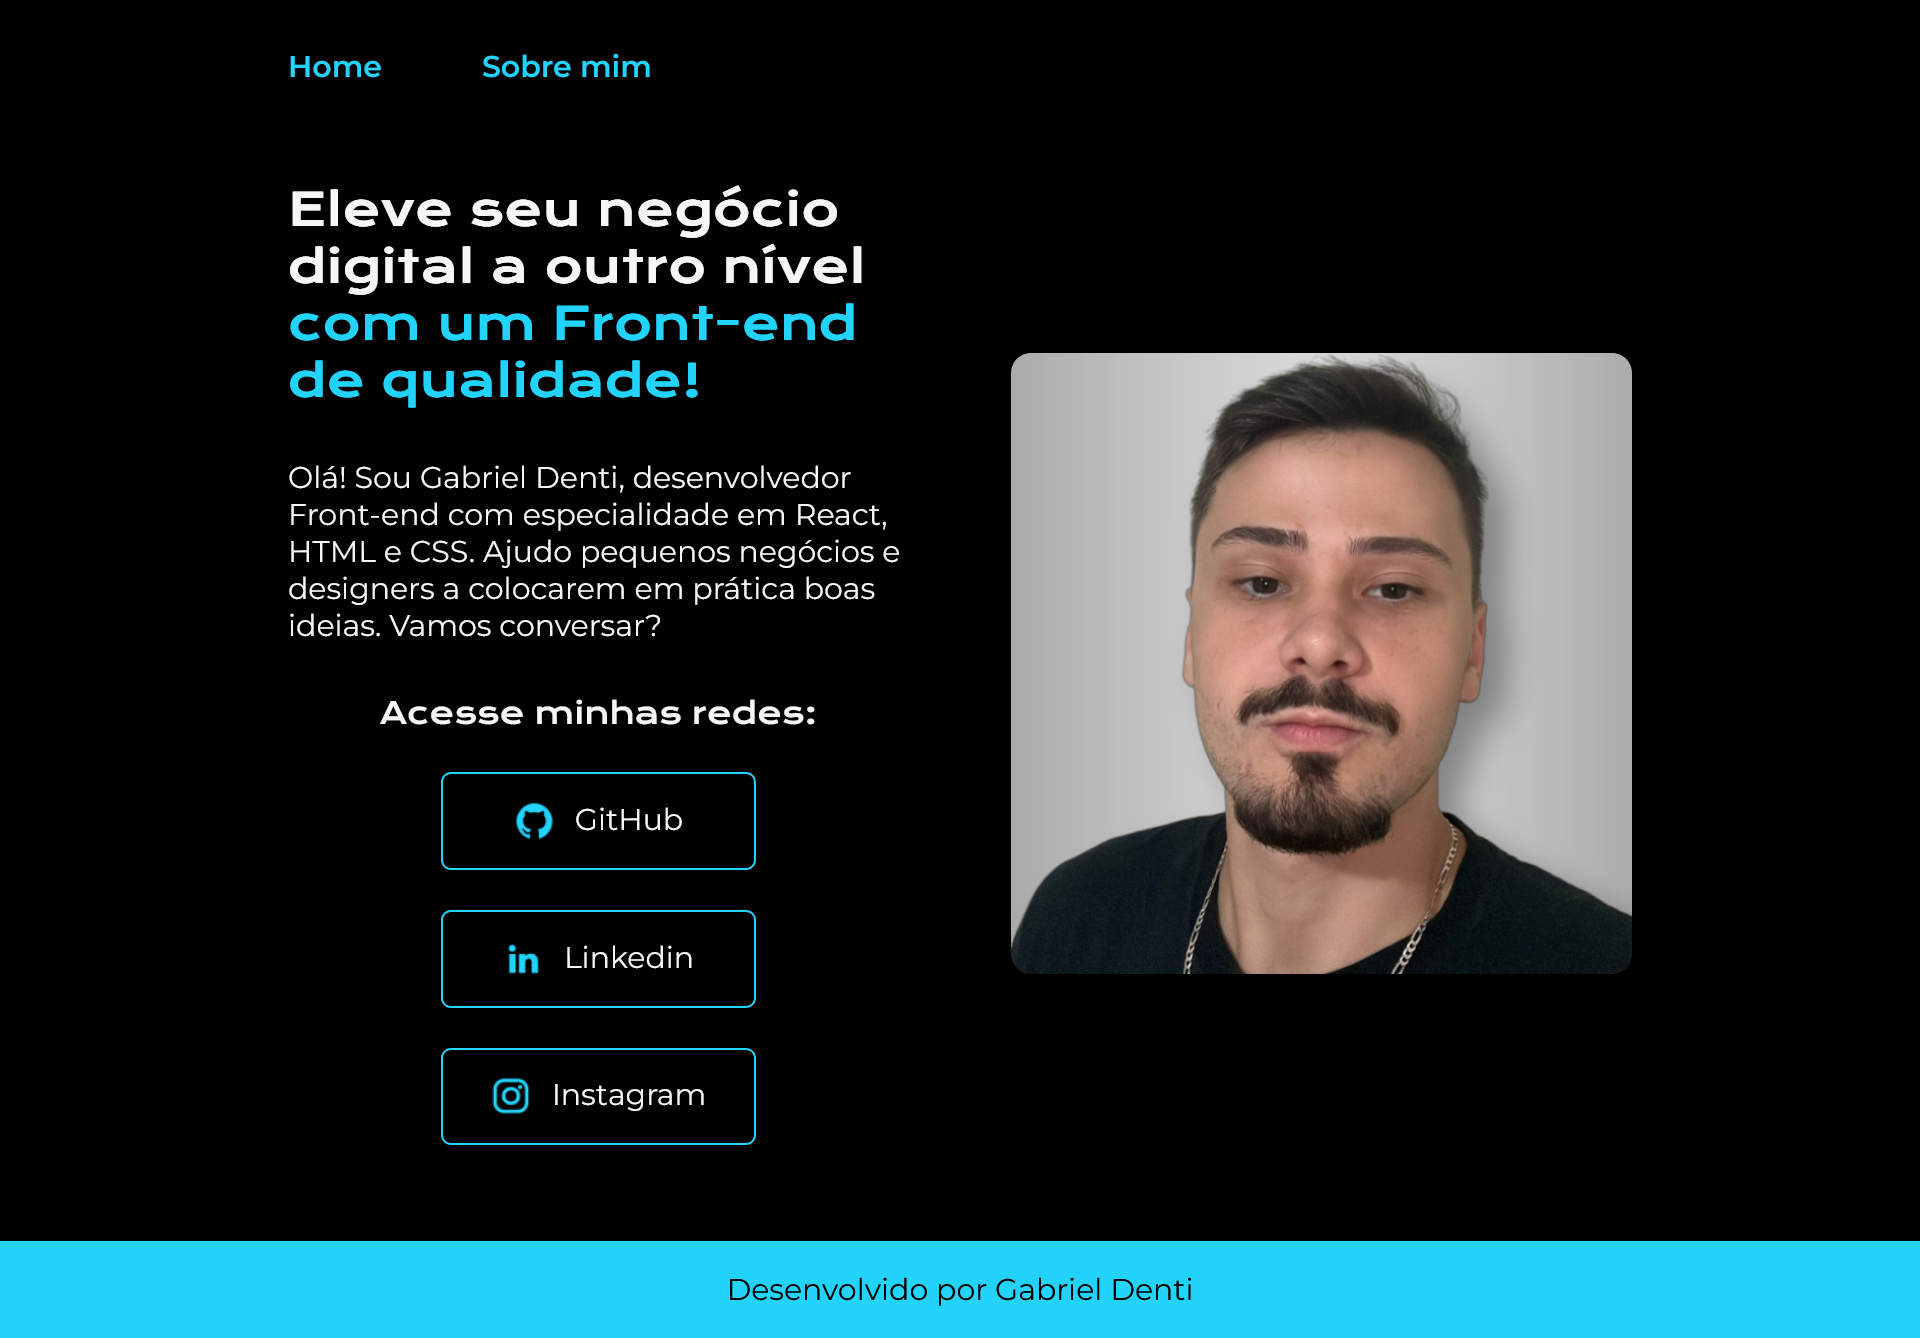 Home
Sobre mim
Eleve seu negócio
digital a outro nível
com um Front-end
de qualidade!
Olá! Sou Gabriel Denti, desenvolvedor
Front-end com especialidade em React,
HTML e CSS. Ajudo pequenos negócios e
designers a colocarem em prática boas
ideias. Vamos conversar?
Acesse minhas redes:
GitHub
in Linkedin
Instagram
Desenvolvido por Gabriel Denti